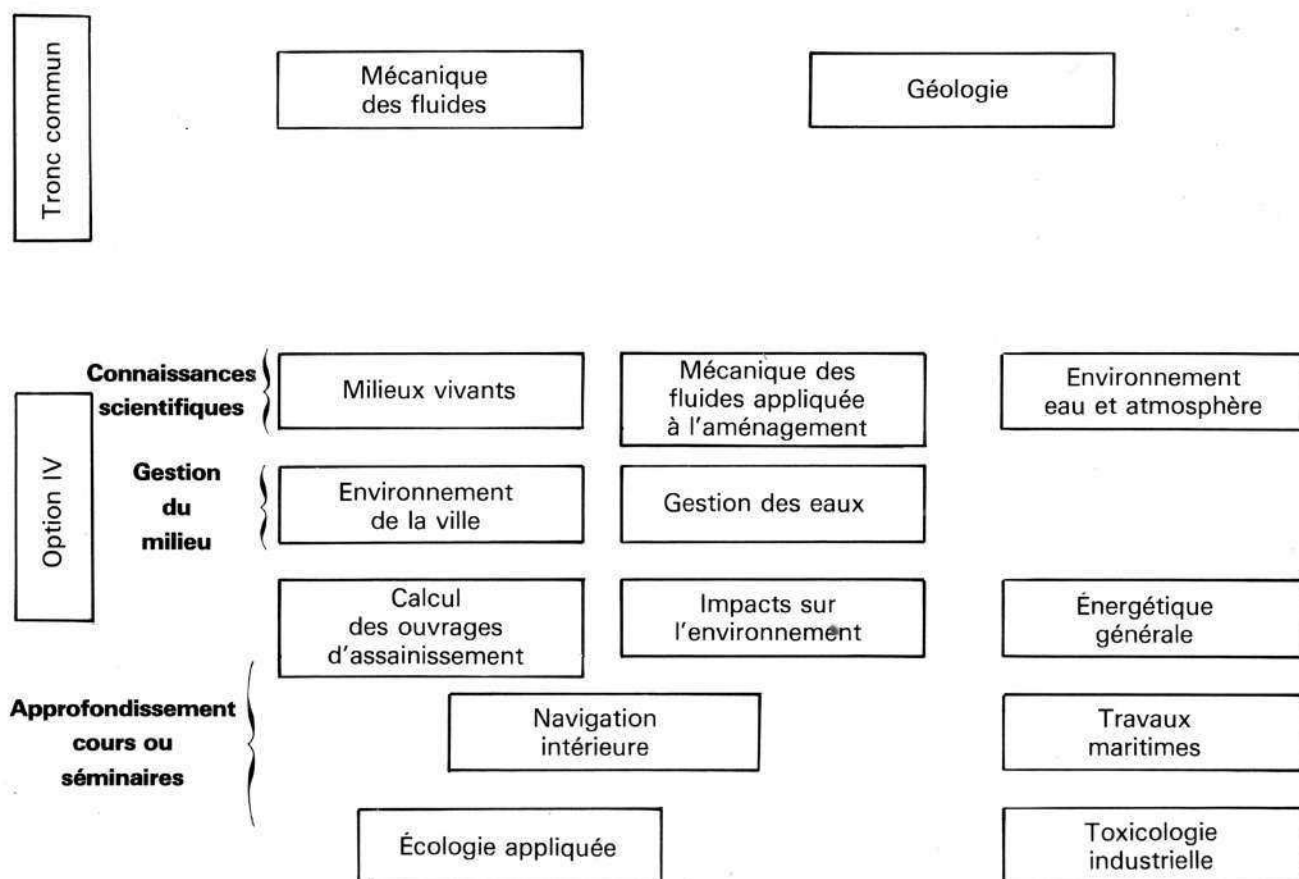 Tronc commun
Mécanique
des fluides
Géologie
Option IV
Connaissances
scientifiques
Milieux vivants
Mécanique des
fluides appliquée
à l'aménagement
Environnement
eau et atmosphère
Gestion
du
milieu
Environnement
de la ville
Gestion des eaux
Calcul
des ouvrages
d'assainissement
Impacts sur
l'environnement
Énergétique
générale
Approfondissement
cours ou
séminaires
Navigation
intérieure
Travaux
maritimes
Écologie appliquée
Toxicologie
industrielle